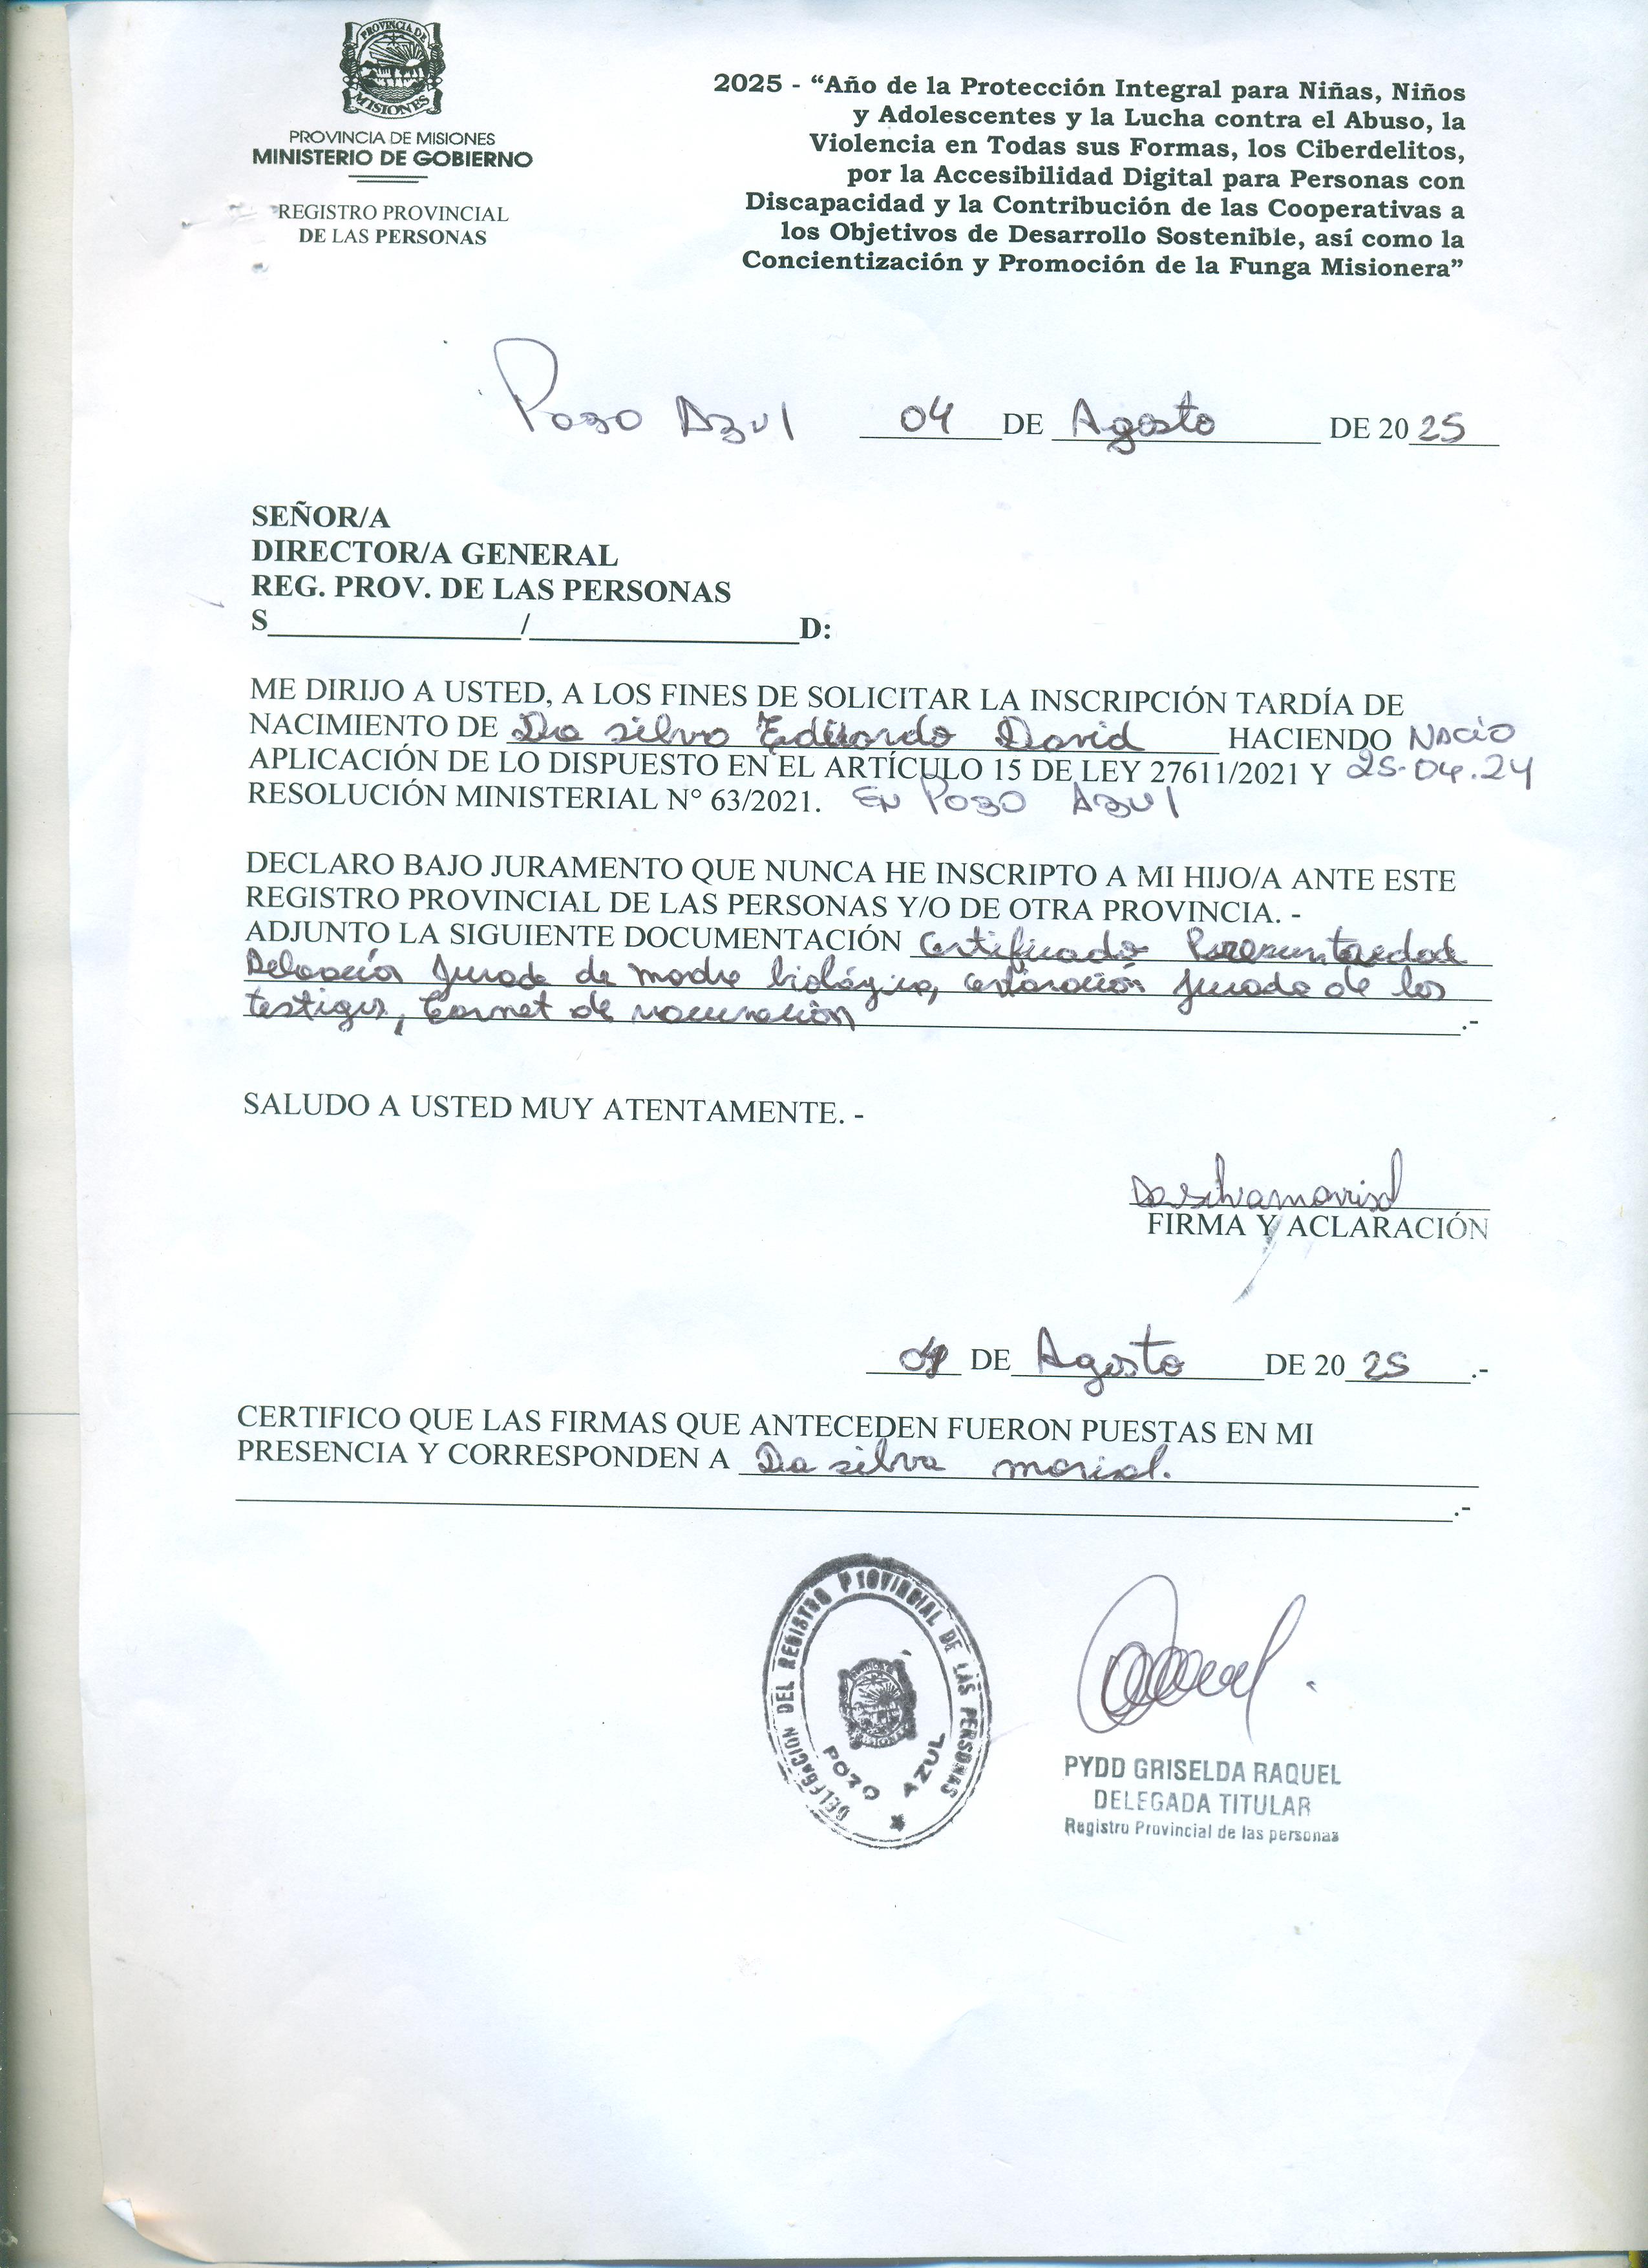 PROVINCIA DE
MISIONES
PROVINCIA DE MISIONES
MINISTERIO DE GOBIERNO
REGISTRO PROVINCIAL
DE LAS PERSONAS
2025 - “Año de la Protección Integral para Niñas, Niños
y Adolescentes y la Lucha contra el Abuso, la
Violencia en Todas sus Formas, los Ciberdelitos,
por la Accesibilidad Digital para Personas con
Discapacidad y la Contribución de las Cooperativas a
los Objetivos de Desarrollo Sostenible, así como la
Concientización y Promoción de la Funga Misionera”
Pozo Azul 04 DE Agosto DE 2025
SEÑOR/A
DIRECTOR/A GENERAL
REG. PROV. DE LAS PERSONAS
S / D:
ME DIRIJO A USTED, A LOS FINES DE SOLICITAR LA INSCRIPCIÓN TARDÍA DE
NACIMIENTO DE Da silva Eduardo David HACIENDO NACIO
APLICACIÓN DE LO DISPUESTO EN EL ARTÍCULO 15 DE LEY 27611/2021 Y 25-04.24
RESOLUCIÓN MINISTERIAL N° 63/2021. EN POZO AZUL
DECLARO BAJO JURAMENTO QUE NUNCA HE INSCRIPTO A MI HIJO/A ANTE ESTE
REGISTRO PROVINCIAL DE LAS PERSONAS Y/O DE OTRA PROVINCIA. -
ADJUNTO LA SIGUIENTE DOCUMENTACIÓN Certificado
Jurada de madre biológica, Jurada de los
testigos, Carnet de vacunación .-
SALUDO A USTED MUY ATENTAMENTE. -
Da silva marisol
FIRMA Y ACLARACIÓN
04 DE Agosto DE 2025 .-
CERTIFICO QUE LAS FIRMAS QUE ANTECEDEN FUERON PUESTAS EN MI
PRESENCIA Y CORRESPONDEN A Da silva marisol.
.-
DELEGACION DEL REGISTRO PROVINCIAL DE LAS PERSONAS
POZO AZUL
PYDD GRISELDA RAQUEL
DELEGADA TITULAR
Registro Provincial de las personas